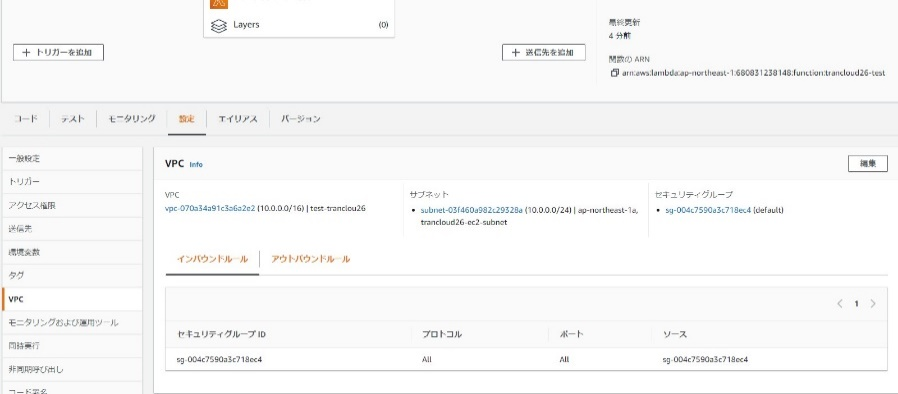 Layers (0)
+ トリガーを追加
+ 送信先を追加
最終更新
4 分前
関数の ARN
arn:aws:lambda:ap-northeast-1:680831238148:function:trancloud26-test
コード テスト モニタリング 設定 エイリアス バージョン
一般設定
トリガー
アクセス権限
送信先
環境変数
タグ
VPC
モニタリングおよび運用ツール
同時実行
非同期呼び出し
コード署名
VPC Info
編集
VPC
vpc-070a34a91c3a6a2e2 (10.0.0.0/16) | test-tranclou26
サブネット
• subnet-03f460a982c29328a (10.0.0.0/24) | ap-northeast-1a,
trancloud26-ec2-subnet
セキュリティグループ
• sg-004c7590a3c718ec4 (default)
インバウンドルール アウトバウンドルール
< 1 >
セキュリティグループ ID プロトコル ポート ソース
sg-004c7590a3c718ec4 All All sg-004c7590a3c718ec4